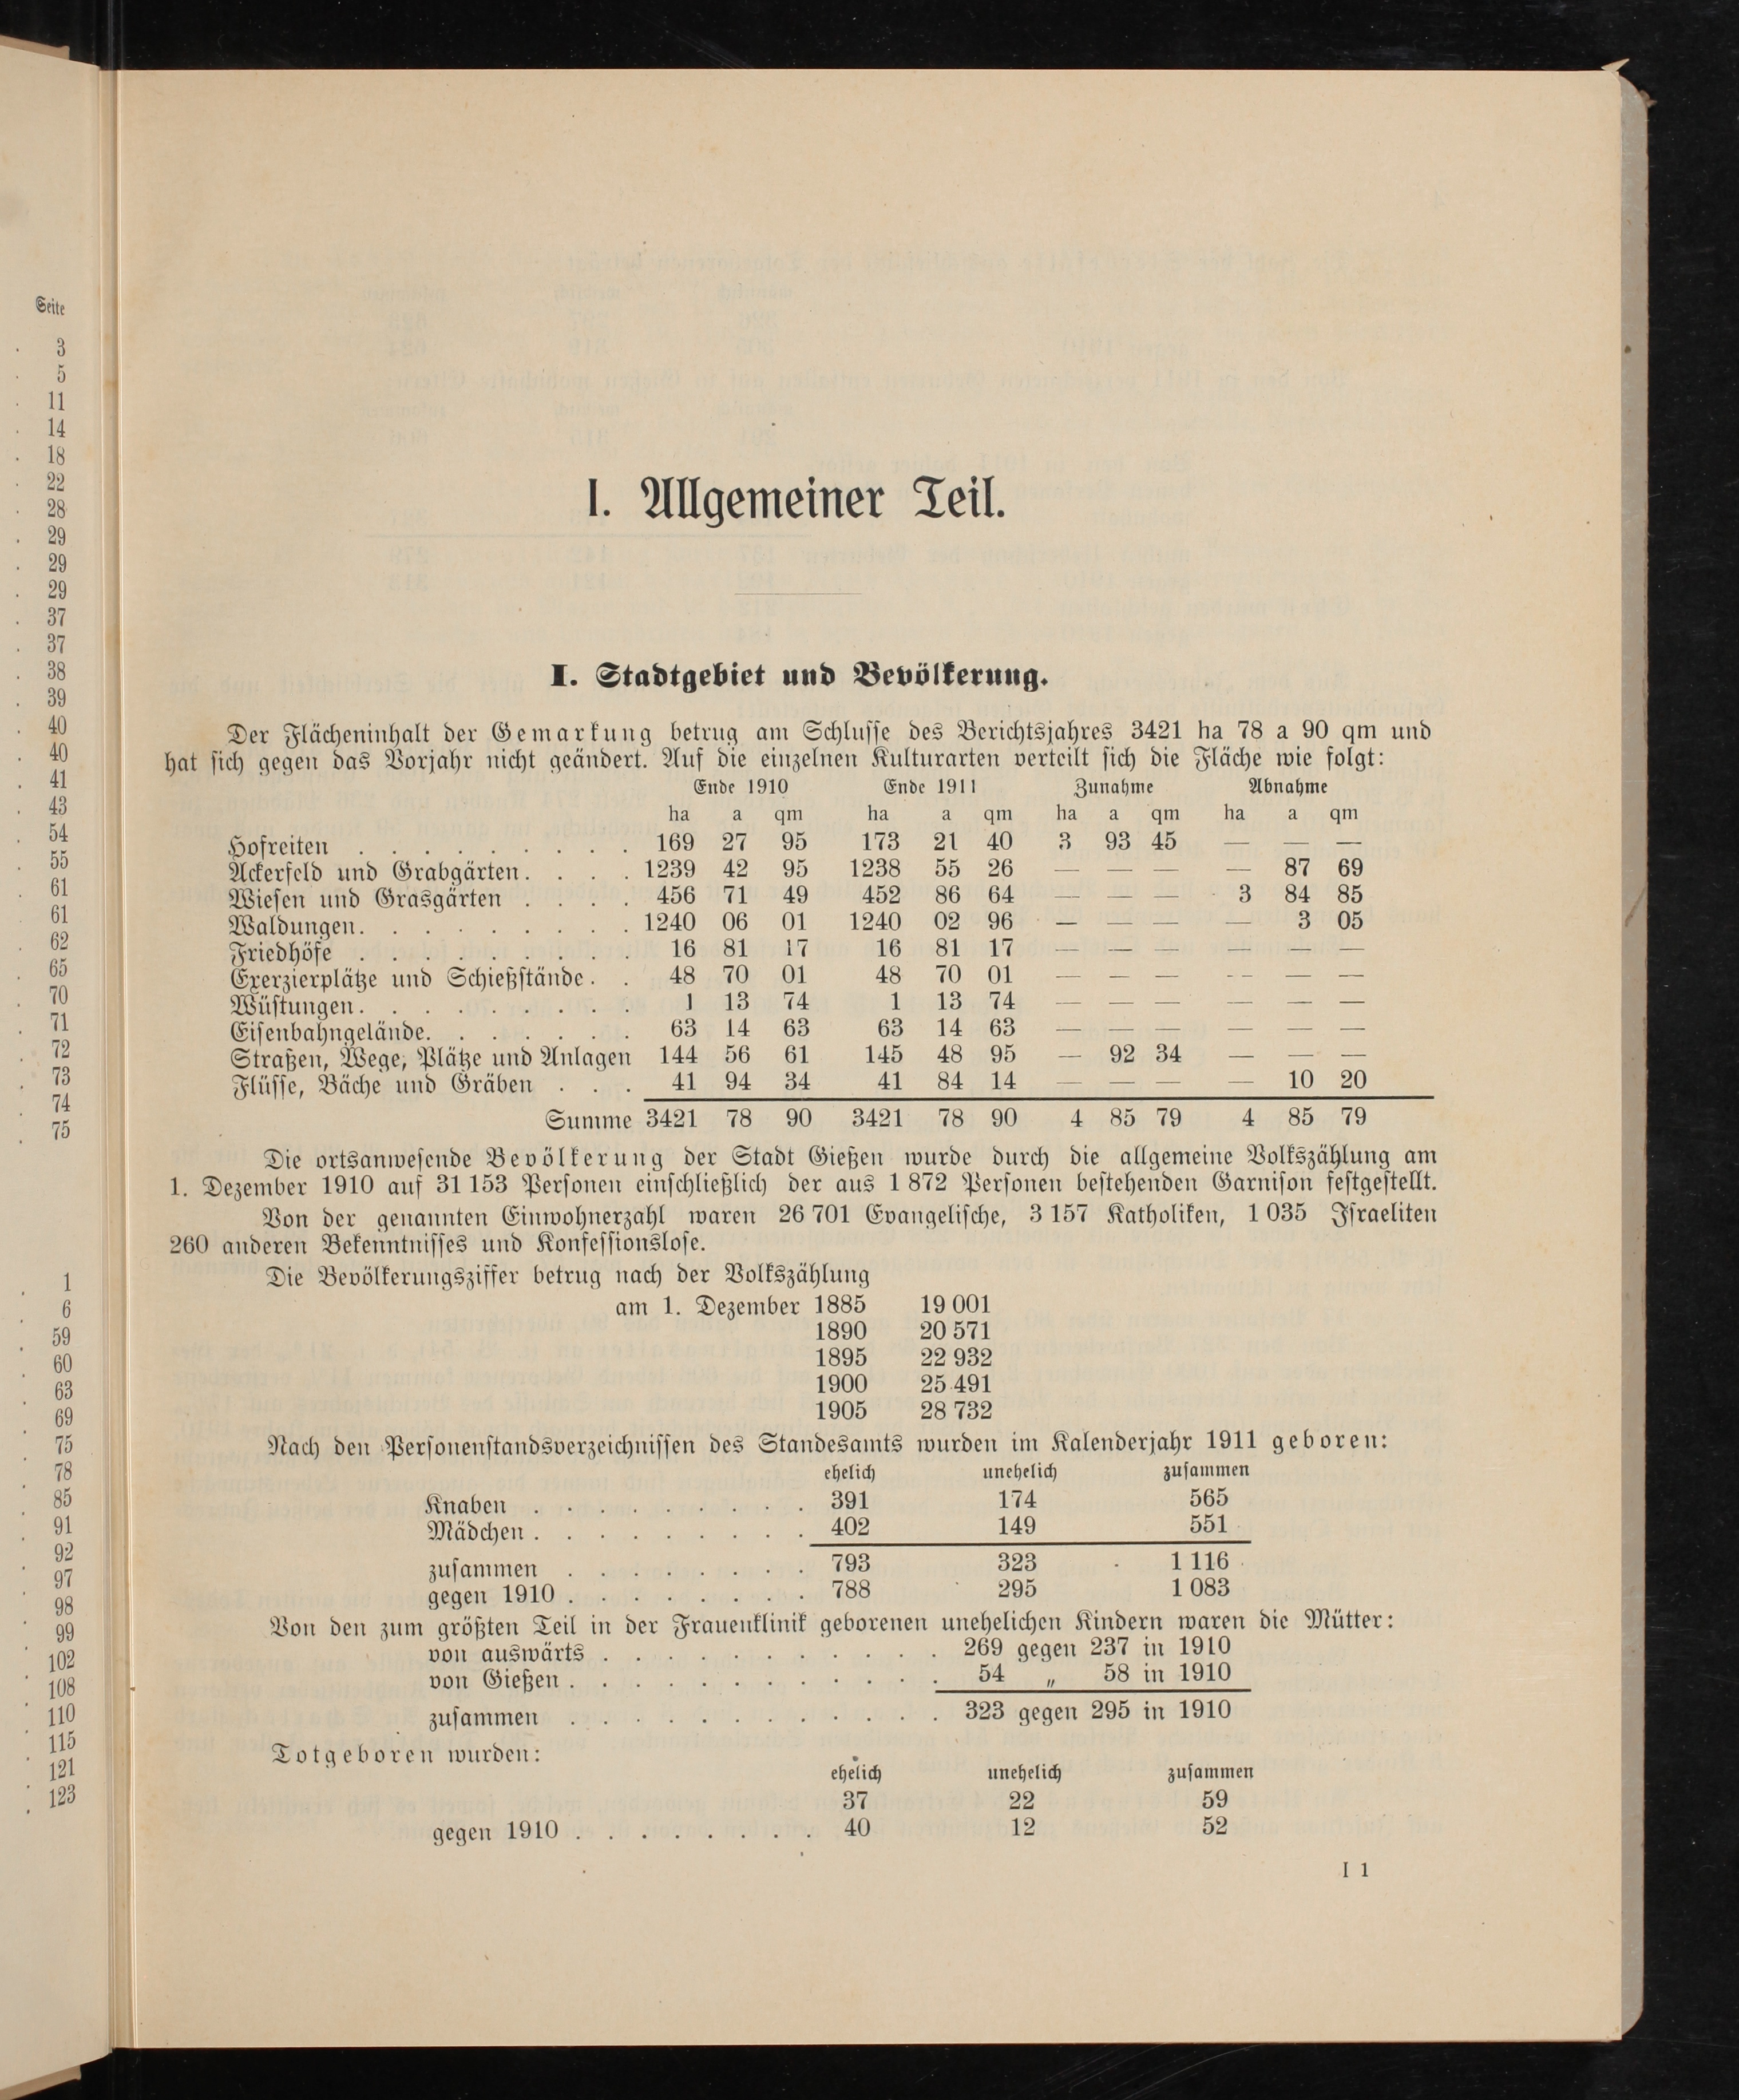 Seite
. 3
. 5
. 11
. 14
. 18
. 22
. 28
. 29
. 29
. 29
. 37
. 37
. 38
. 39
. 40
. 40
. 41
. 43
. 54
. 55
. 61
. 61
. 62
. 65
. 70
. 71
. 72
. 73
. 74
. 75
. 1
. 6
. 59
. 60
. 63
. 69
. 75
. 78
. 85
. 91
. 92
. 97
. 98
. 99
. 102
. 108
. 110
. 115
. 121
. 123
I. Allgemeiner Teil.
I. Stadtgebiet und Bevölkerung.
Der Flächeninhalt der Gemarkung betrug am Schlusse des Berichtsjahres 3421 ha 78 a 90 qm und
hat sich gegen das Vorjahr nicht geändert. Auf die einzelnen Kulturarten verteilt sich die Fläche wie folgt:
Ende 1910 Ende 1911 Zunahme Abnahme
ha a qm ha a qm ha a qm ha a qm
Hofreiten . . . . . . . . . 169 27 95 173 21 40 3 93 45 — — —
Ackerfeld und Grabgärten. . . . 1239 42 95 1238 55 26 — — — — 87 69
Wiesen und Grasgärten . . . . 456 71 49 452 86 64 — — — 3 84 85
Waldungen. . . . . . . . . 1240 06 01 1240 02 96 — — — — 3 05
Friedhöfe . . . . . . . . . 16 81 17 16 81 17 — — — — — —
Exerzierplätze und Schießstände. . 48 70 01 48 70 01 — — — — — —
Wüstungen. . . . . . . . . 1 13 74 1 13 74 — — — — — —
Eisenbahngelände. . . . . . . 63 14 63 63 14 63 — — — — — —
Straßen, Wege, Plätze und Anlagen 144 56 61 145 48 95 — 92 34 — — —
Flüsse, Bäche und Gräben . . . 41 94 34 41 84 14 — — — — 10 20
Summe 3421 78 90 3421 78 90 4 85 79 4 85 79
Die ortsanwesende Bevölkerung der Stadt Gießen wurde durch die allgemeine Volkszählung am
1. Dezember 1910 auf 31 153 Personen einschließlich der aus 1 872 Personen bestehenden Garnison festgestellt.
Von der genannten Einwohnerzahl waren 26 701 Evangelische, 3 157 Katholiken, 1 035 Israeliten
260 anderen Bekenntnisses und Konfessionslose.
Die Bevölkerungsziffer betrug nach der Volkszählung
am 1. Dezember 1885 19 001
1890 20 571
1895 22 932
1900 25 491
1905 28 732
Nach den Personenstandsverzeichnissen des Standesamts wurden im Kalenderjahr 1911 geboren:
ehelich unehelich zusammen
Knaben . . . . . . . . . . 391 174 565
Mädchen . . . . . . . . . . 402 149 551
zusammen . . . . . . . . 793 323 1 116
gegen 1910 . . . . . . . . 788 295 1 083
Von den zum größten Teil in der Frauenklinik geborenen unehelichen Kindern waren die Mütter:
von auswärts . . . . . . . . . . . 269 gegen 237 in 1910
von Gießen . . . . . . . . . . . . 54 „ 58 in 1910
zusammen . . . . . . . . . . . . 323 gegen 295 in 1910
Totgeboren wurden:
ehelich unehelich zusammen
37 22 59
gegen 1910 . . . . . . . . 40 12 52
I 1